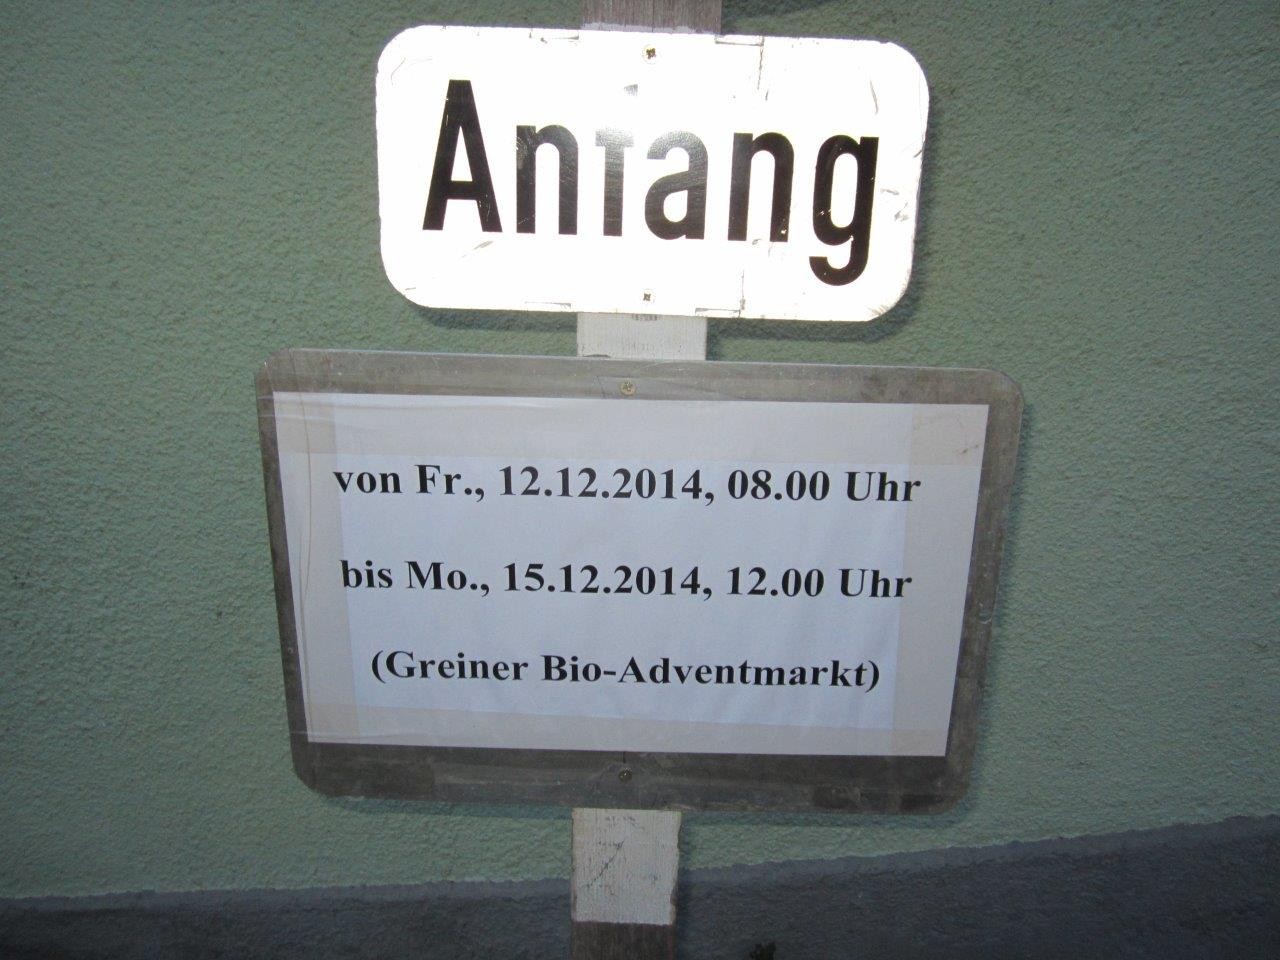 Anfang
von Fr., 12.12.2014, 08.00 Uhr
bis Mo., 15.12.2014, 12.00 Uhr
(Greiner Bio-Adventmarkt)